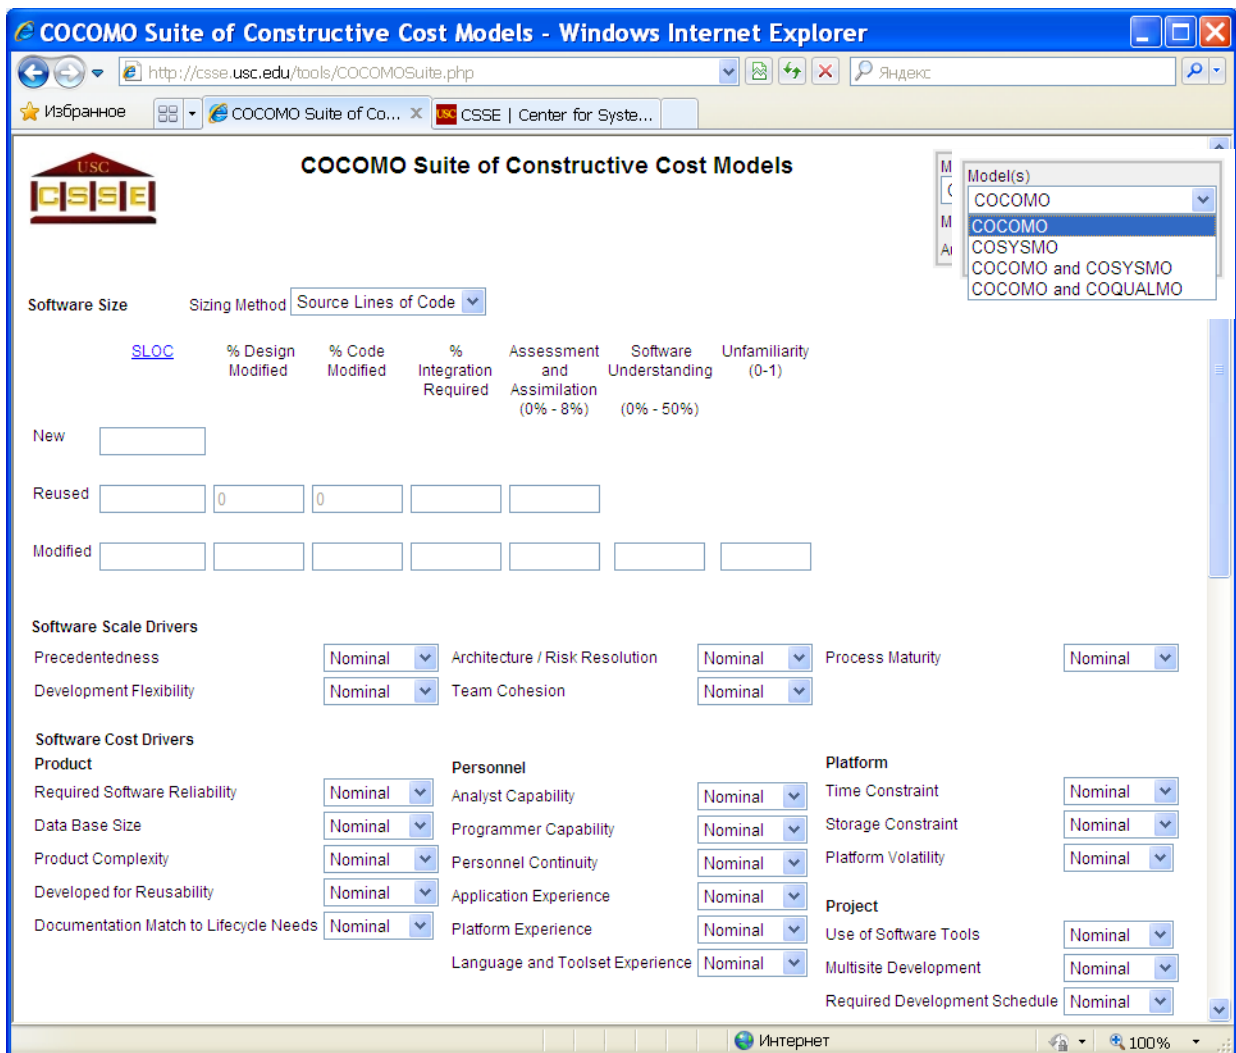 COCOMO Suite of Constructive Cost Models - Windows Internet Explorer
http://csse.usc.edu/tools/COCOMOSuite.php
Яндекс
Избранное
COCOMO Suite of Co...
USC CSSE | Center for Syste...
USC
CSSE
COCOMO Suite of Constructive Cost Models
M
Model(s)
COCOMO
M
COCOMO
COSYSMO
COCOMO and COSYSMO
COCOMO and COQUALMO
Software Size Sizing Method Source Lines of Code
SLOC % Design Modified % Code Modified % Integration Required Assessment and Assimilation (0% - 8%) Software Understanding (0% - 50%) Unfamiliarity (0-1)
New
Reused 0 0
Modified
Software Scale Drivers
Precedentedness Nominal Architecture / Risk Resolution Nominal Process Maturity Nominal
Development Flexibility Nominal Team Cohesion Nominal
Software Cost Drivers
Product
Required Software Reliability Nominal
Data Base Size Nominal
Product Complexity Nominal
Developed for Reusability Nominal
Documentation Match to Lifecycle Needs Nominal
Personnel
Analyst Capability Nominal
Programmer Capability Nominal
Personnel Continuity Nominal
Application Experience Nominal
Platform Experience Nominal
Language and Toolset Experience Nominal
Platform
Time Constraint Nominal
Storage Constraint Nominal
Platform Volatility Nominal
Project
Use of Software Tools Nominal
Multisite Development Nominal
Required Development Schedule Nominal
Интернет
100%